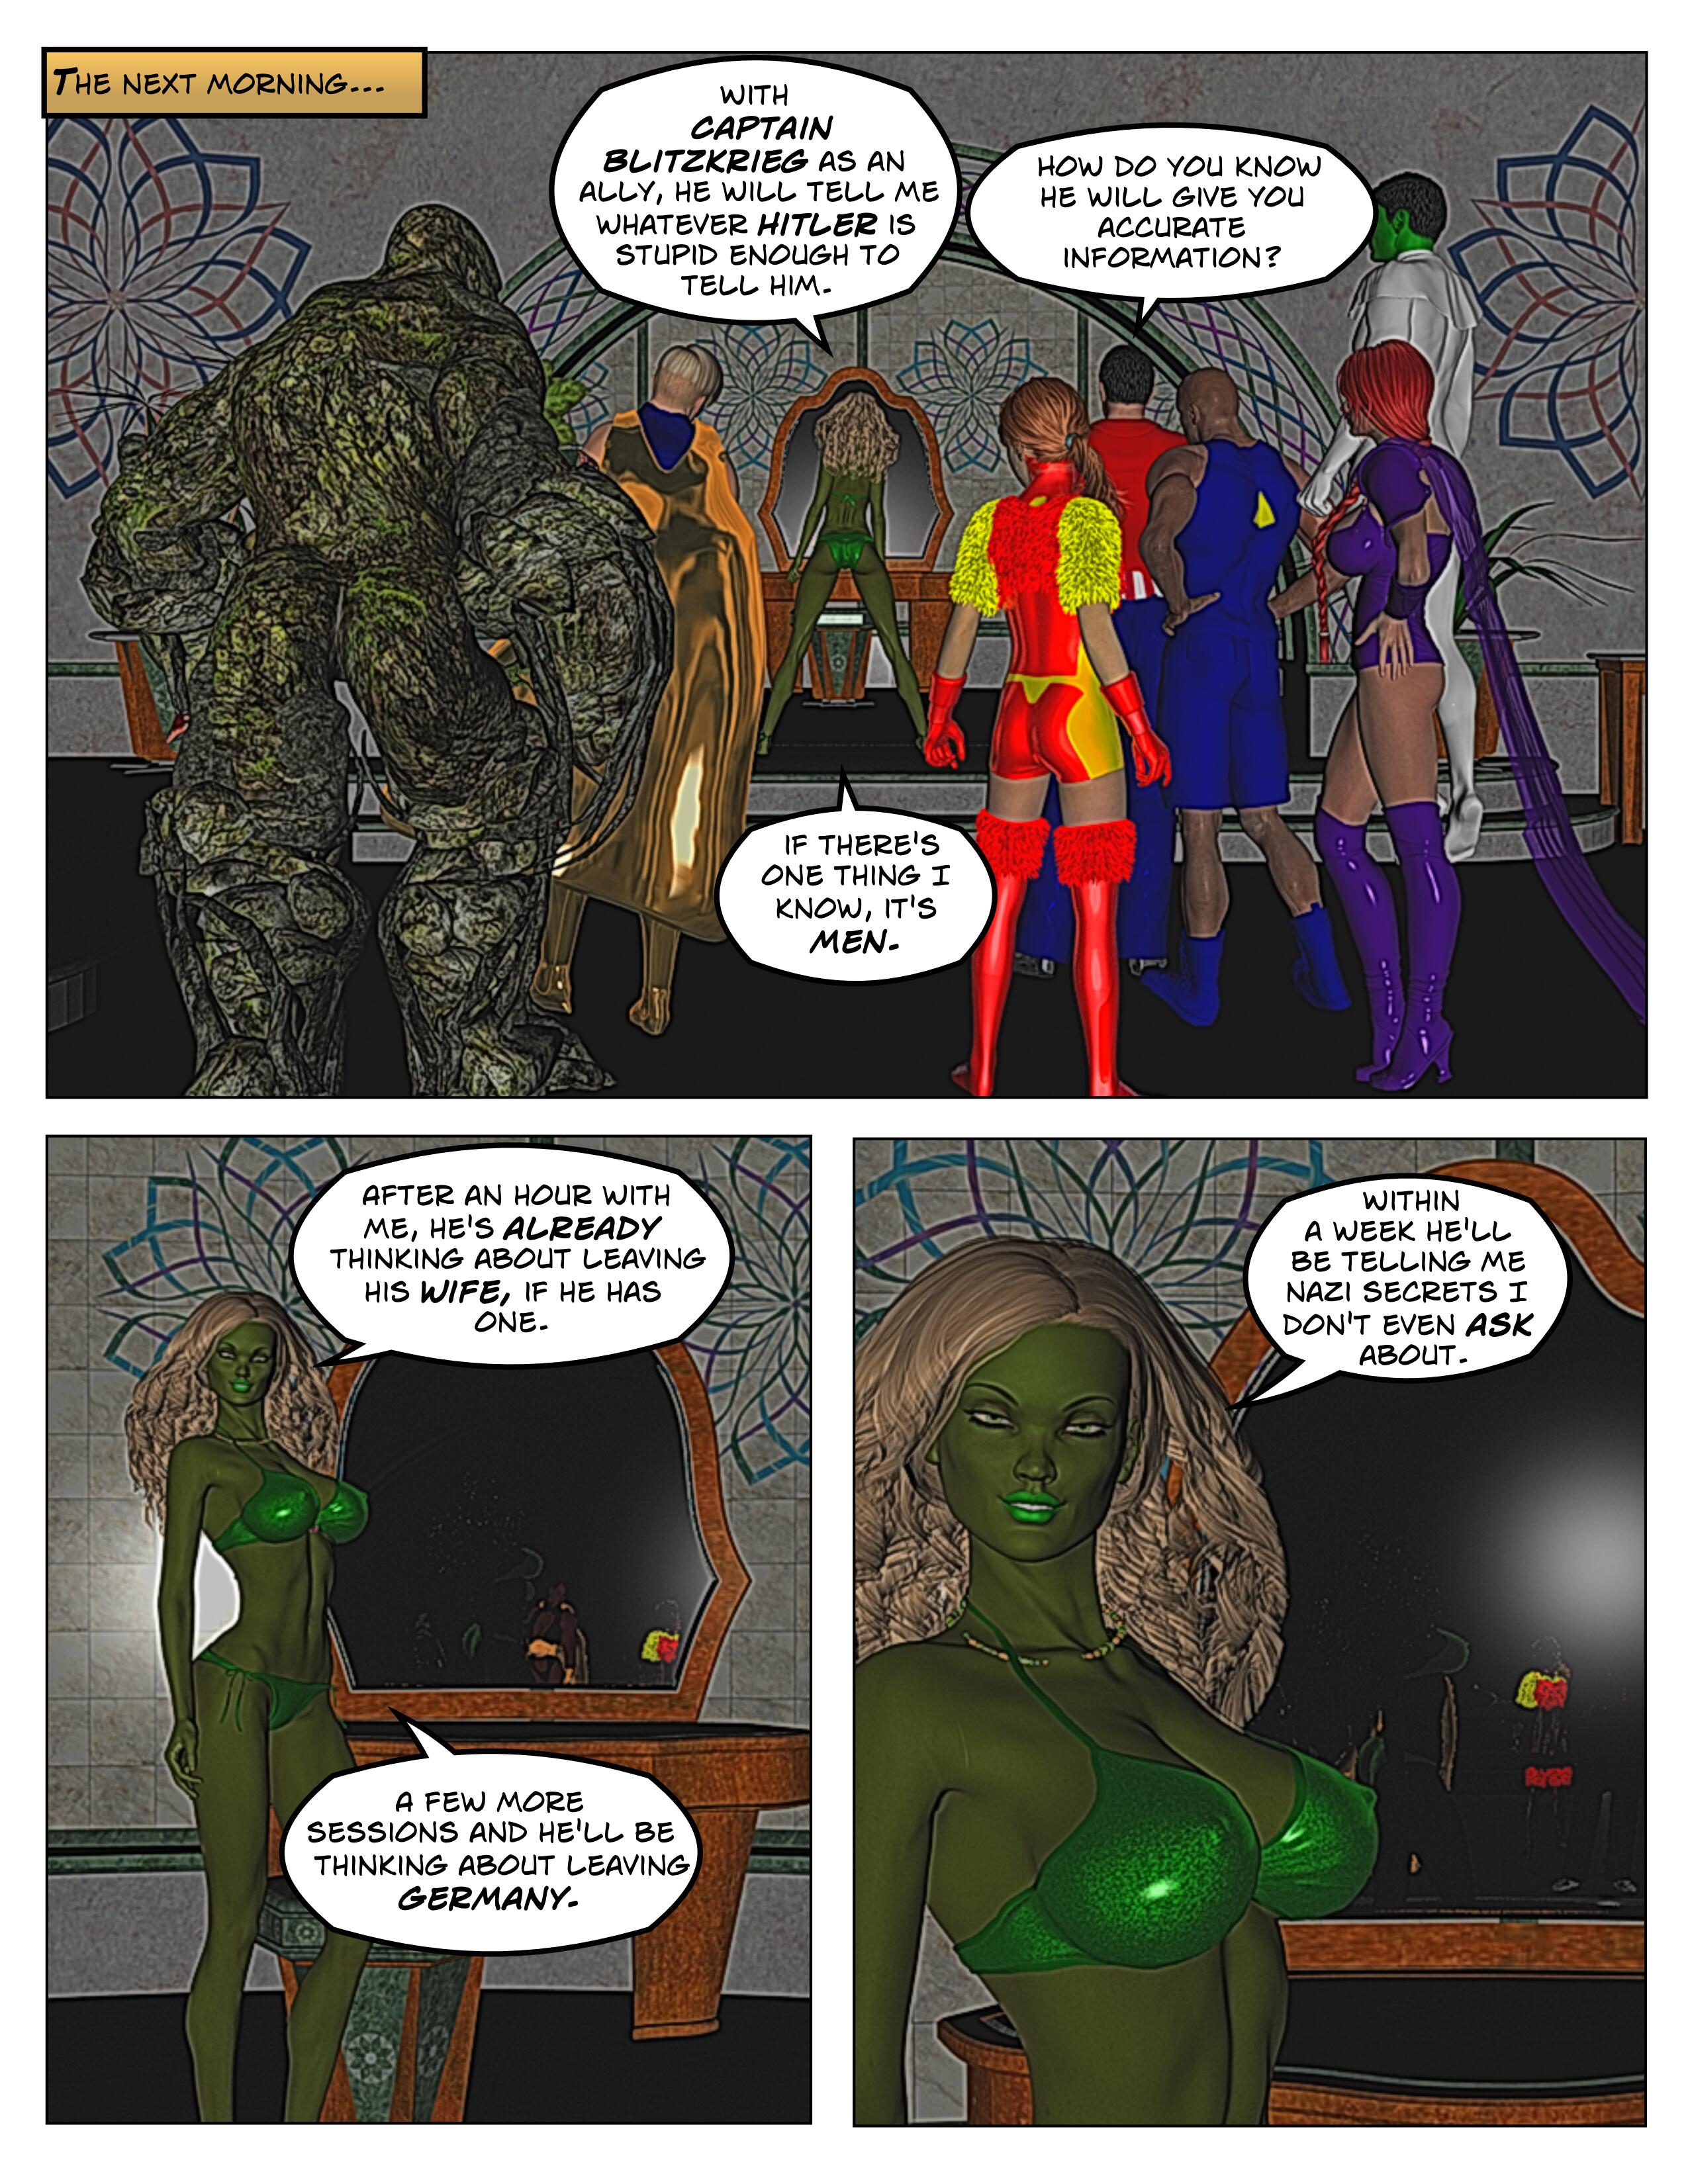 THE NEXT MORNING...
WITH
CAPTAIN
BLITZKRIEG AS AN
ALLY, HE WILL TELL ME
WHATEVER HITLER IS
STUPID ENOUGH TO
TELL HIM.
HOW DO YOU KNOW
HE WILL GIVE YOU
ACCURATE
INFORMATION?
IF THERE'S
ONE THING I
KNOW, IT'S
MEN.
AFTER AN HOUR WITH
ME, HE'S ALREADY
THINKING ABOUT LEAVING
HIS WIFE, IF HE HAS
ONE.
A FEW MORE
SESSIONS AND HE'LL BE
THINKING ABOUT LEAVING
GERMANY.
WITHIN
A WEEK HE'LL
BE TELLING ME
NAZI SECRETS I
DON'T EVEN ASK
ABOUT.